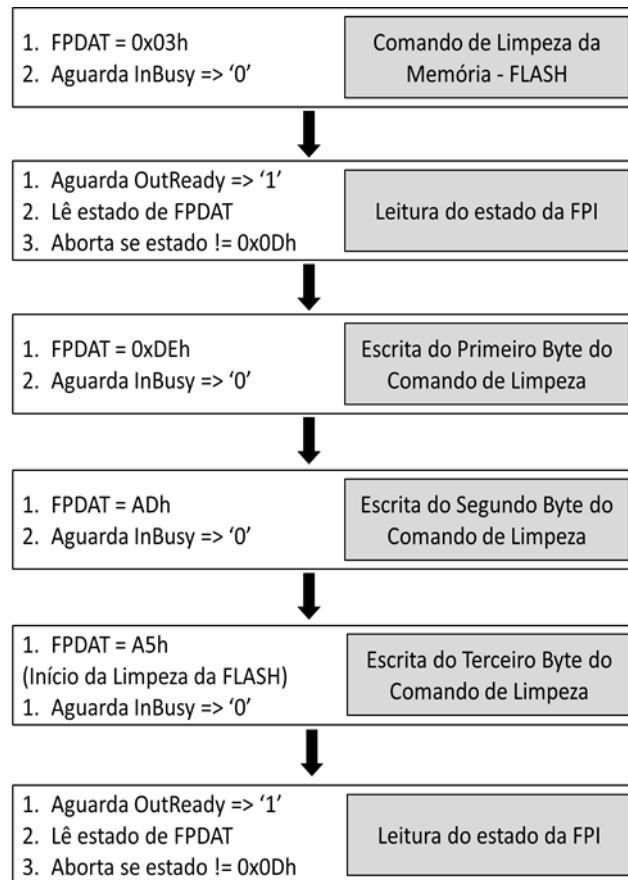 1. FPDAT = 0x03h
2. Aguarda InBusy => ‘0’
Comando de Limpeza da
Memória - FLASH
1. Aguarda OutReady => ‘1’
2. Lê estado de FPDAT
3. Aborta se estado != 0x0Dh
Leitura do estado da FPI
1. FPDAT = 0xDEh
2. Aguarda InBusy => ‘0’
Escrita do Primeiro Byte do
Comando de Limpeza
1. FPDAT = ADh
2. Aguarda InBusy => ‘0’
Escrita do Segundo Byte do
Comando de Limpeza
1. FPDAT = A5h
(Início da Limpeza da FLASH)
1. Aguarda InBusy => ‘0’
Escrita do Terceiro Byte do
Comando de Limpeza
1. Aguarda OutReady => ‘1’
2. Lê estado de FPDAT
3. Aborta se estado != 0x0Dh
Leitura do estado da FPI